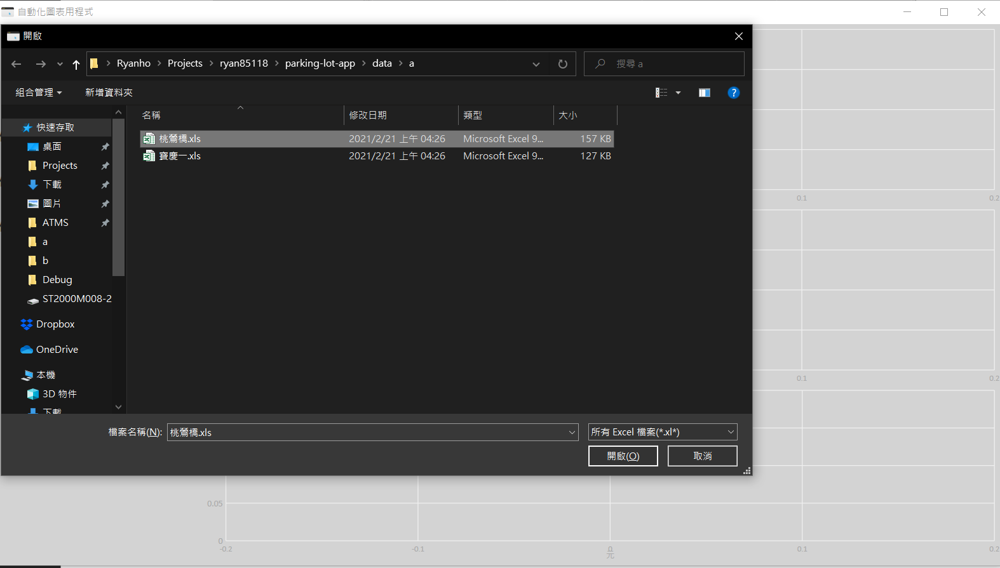 自動化圖表用程式
開啟
Ryanho
Projects
ryan85118
parking-lot-app
data
a
搜尋 a
組合管理
新增資料夾
名稱
修改日期
類型
大小
桃鶯橋.xls
2021/2/21 上午 04:26
Microsoft Excel 9...
157 KB
寶慶一.xls
2021/2/21 上午 04:26
Microsoft Excel 9...
127 KB
快速存取
桌面
Projects
下載
圖片
ATMS
a
b
Debug
ST2000M008-2
Dropbox
OneDrive
本機
3D 物件
下載
檔案名稱(N):
桃鶯橋.xls
所有 Excel 檔案(*.xl*)
開啟(O)
取消
0.1
0.2
0.1
0.2
0.05
0
-0.2
-0.1
0
0.1
0.2
元